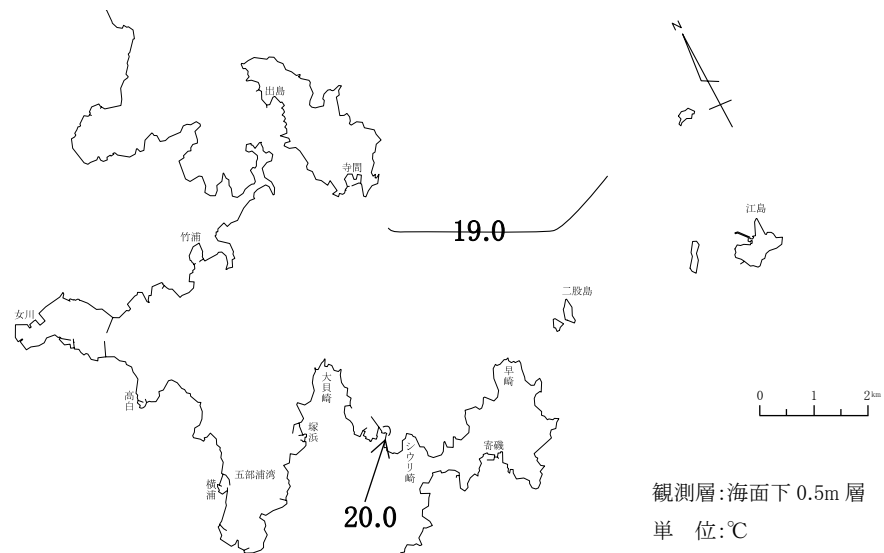 N
出島
寺間
江島
19.0
竹浦
二股島
女川
大貝崎
早崎
0 1 2km
高白
塚浜
シウリ崎
寄磯
五部浦湾
横浦
20.0
観測層:海面下 0.5m 層
単 位:℃